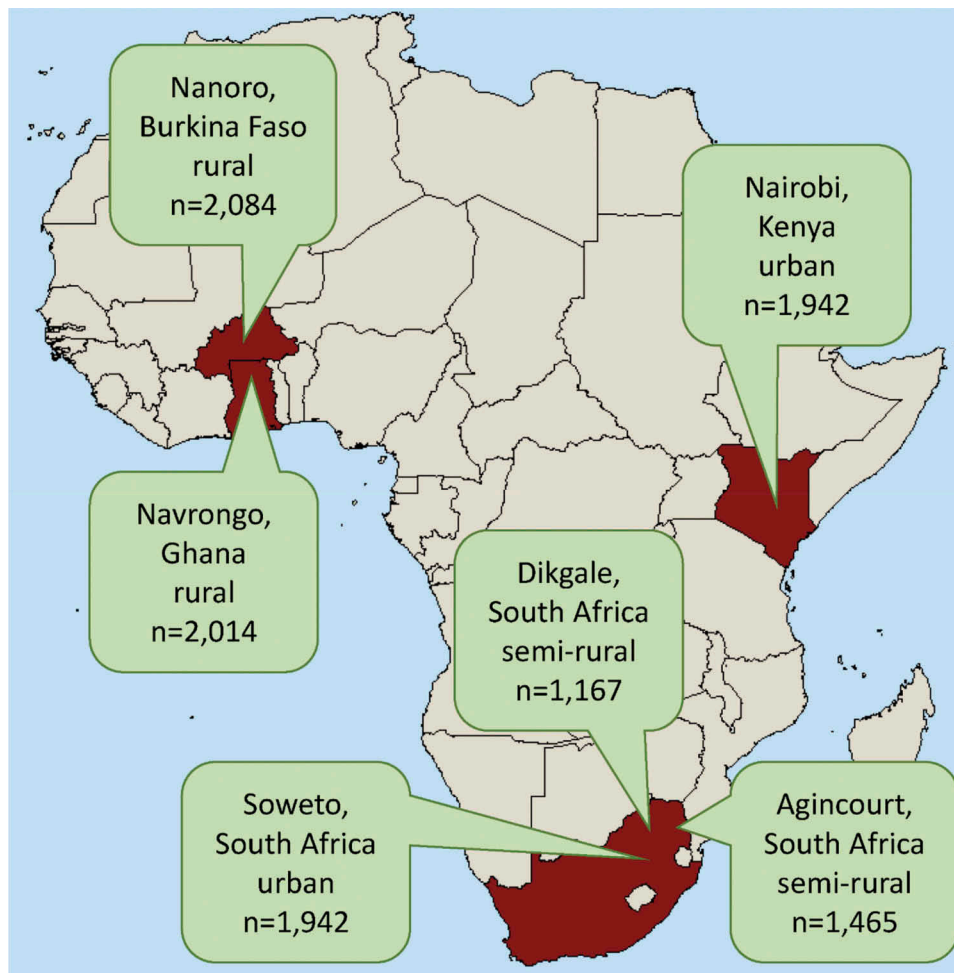 Nanoro,
Burkina Faso
rural
n=2,084
Nairobi,
Kenya
urban
n=1,942
Navrongo,
Ghana
rural
n=2,014
Dikgale,
South Africa
semi-rural
n=1,167
Soweto,
South Africa
urban
n=1,942
Agincourt,
South Africa
semi-rural
n=1,465